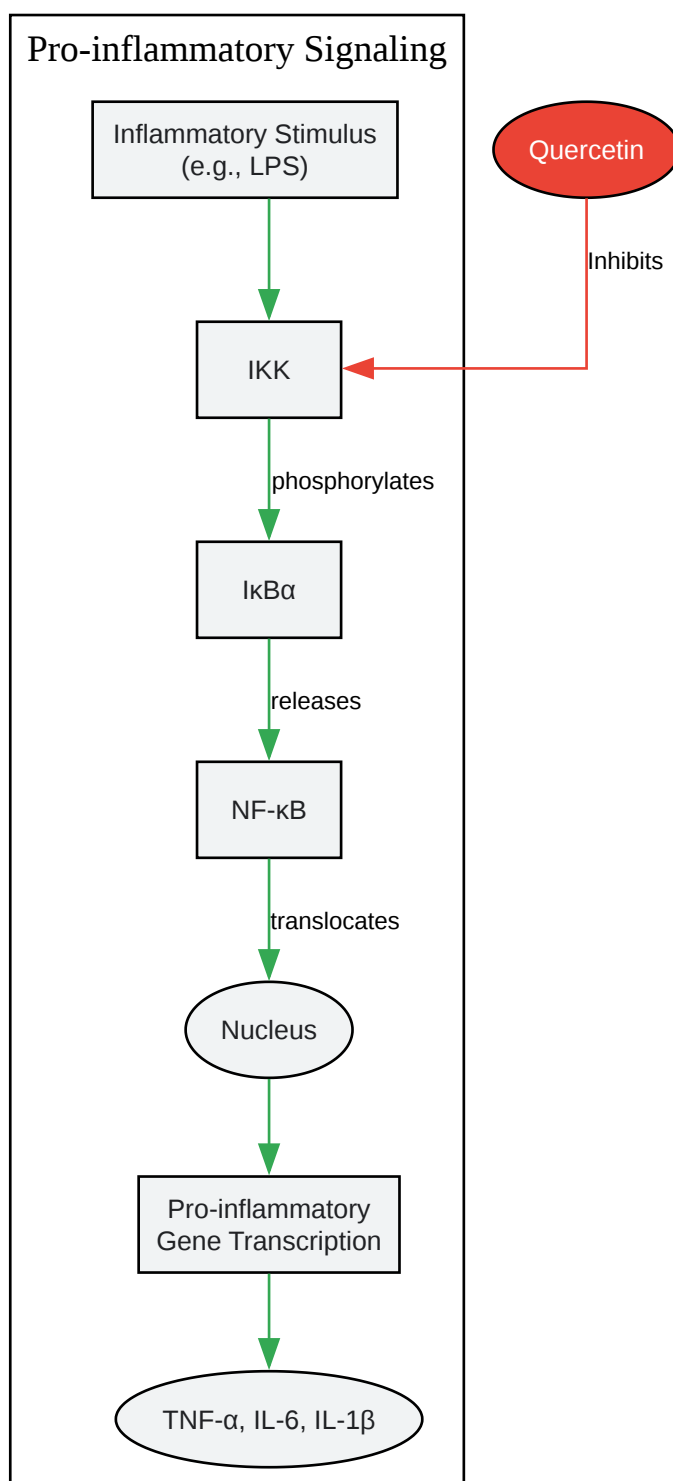 Pro-inflammatory Signaling
Inflammatory Stimulus
(e.g., LPS)
Quercetin
Inhibits
IKK
phosphorylates
IκBα
releases
NF-κB
translocates
Nucleus
Pro-inflammatory
Gene Transcription
TNF-α, IL-6, IL-1β